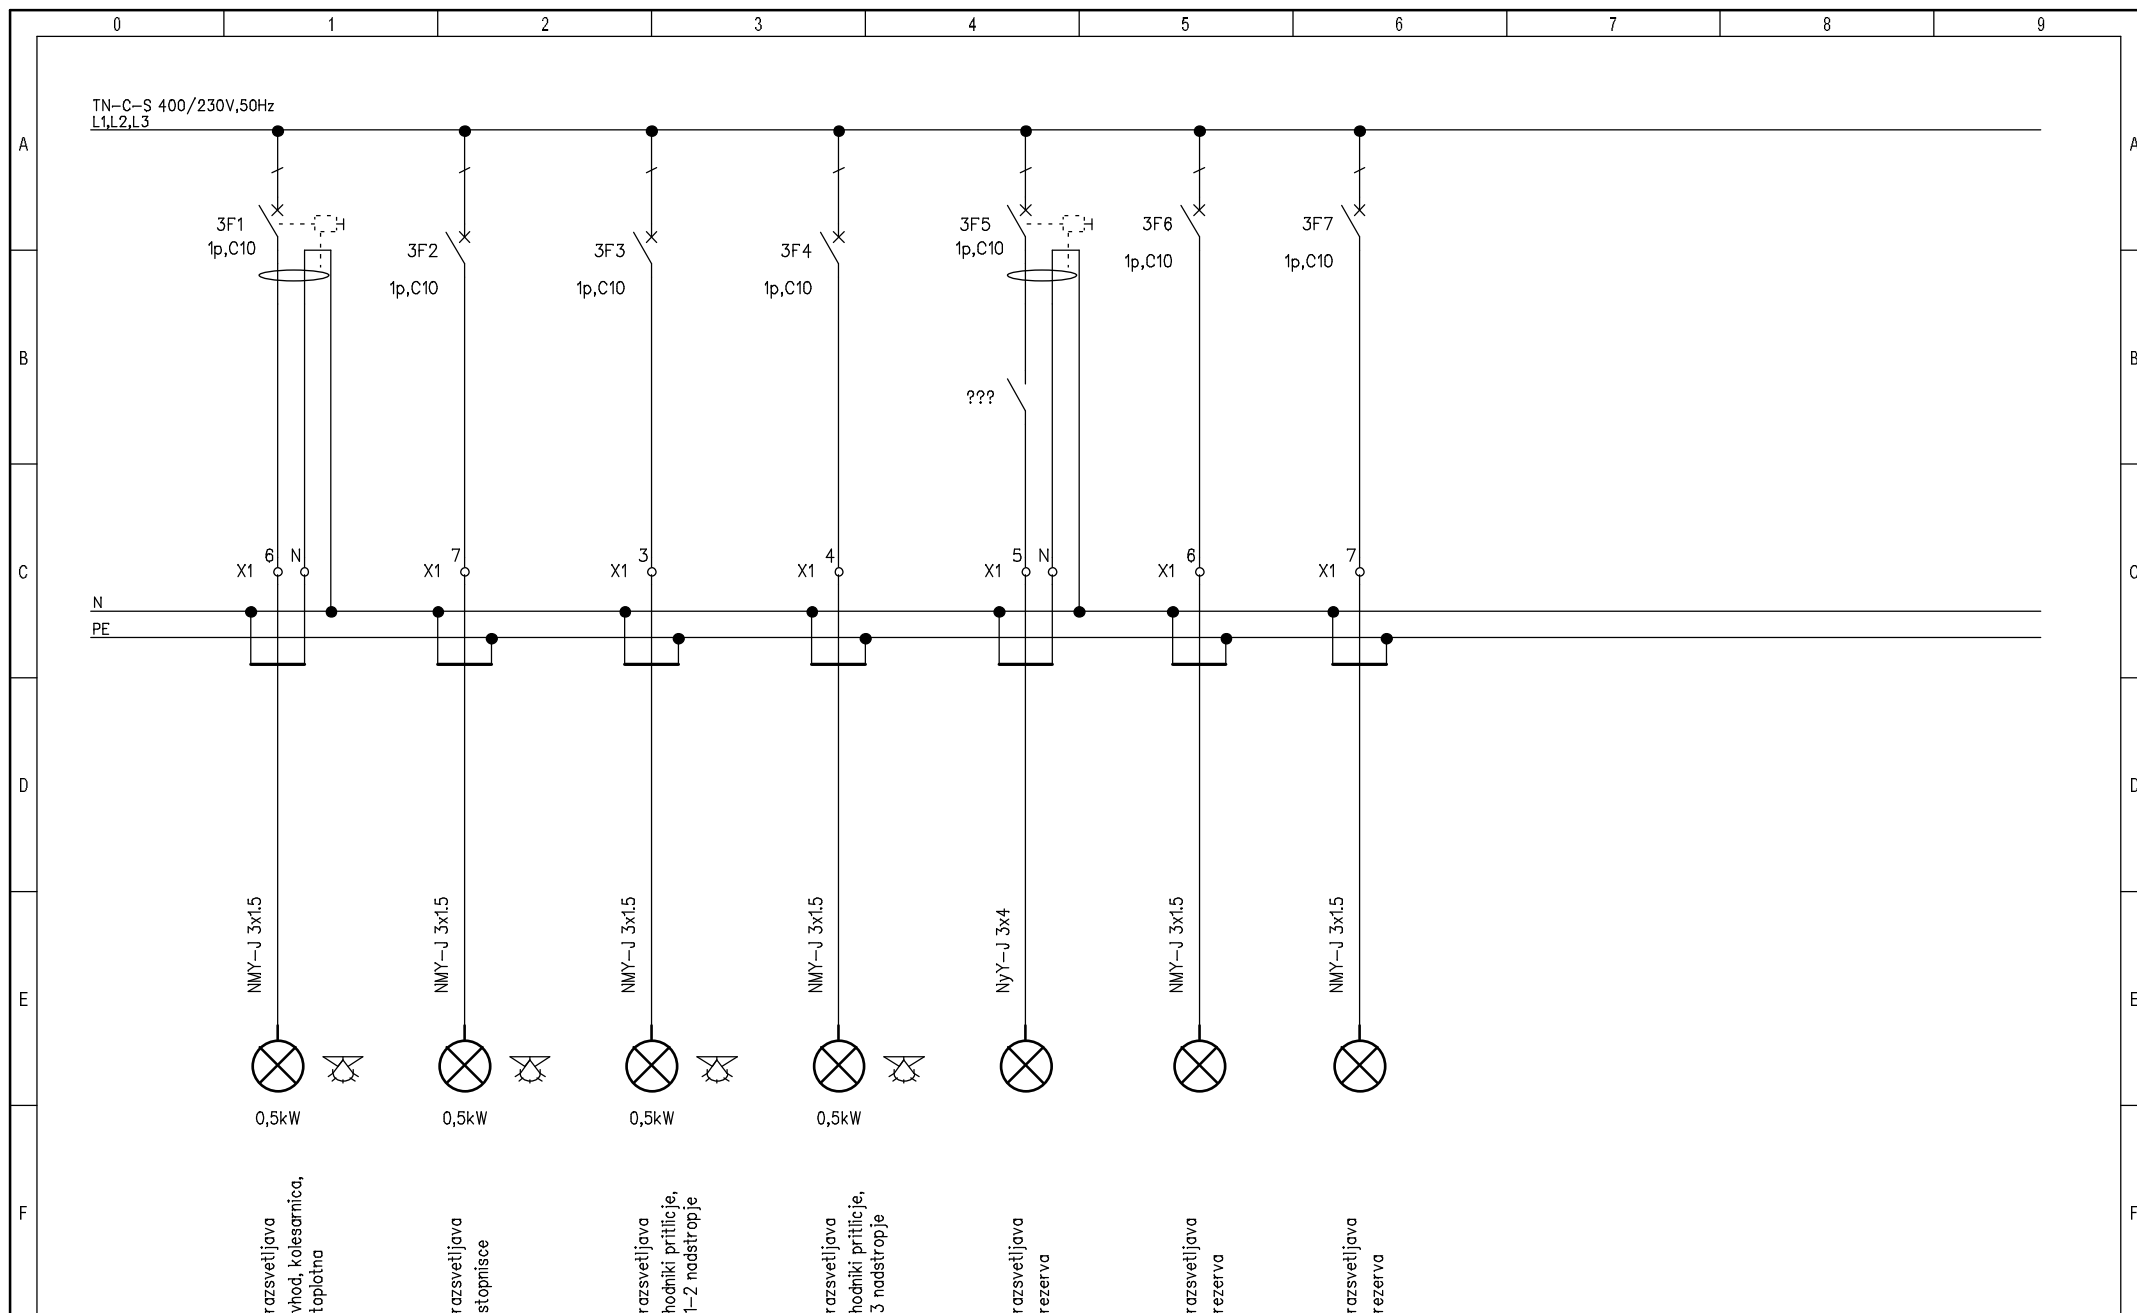 0 1 2 3 4 5 6 7 8 9
TN-C-S 400/230V,50Hz
L1,L2,L3
A A
3F1 3F5 3F6 3F7
1p,C10 1p,C10
3F2 3F3 3F4
1p,C10 1p,C10
1p,C10 1p,C10 1p,C10
B B
???
6 N 7 3 4 5 N 6 7
C X1 X1 X1 X1 X1 X1 X1 C
N
PE
D D
NMY-J 3x1.5
NMY-J 3x1.5
NMY-J 3x1.5
NMY-J 3x1.5
NyY-J 3x4
NMY-J 3x1.5
NMY-J 3x1.5
E E
0,5kW 0,5kW 0,5kW 0,5kW
F F
razsvetljava
vhod, kolesarnica,
toplotna
razsvetljava
stopnisce
razsvetljava
hodniki pritlicje,
1-2 nadstropje
razsvetljava
hodniki pritlicje,
3 nadstropje
razsvetljava
rezerva
razsvetljava
rezerva
razsvetljava
rezerva